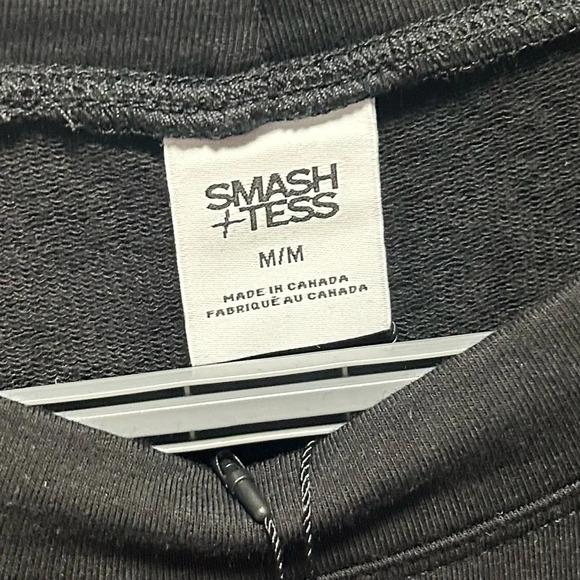 SMASH
+TESS
M/M
MADE IN CANADA
FABRIQUÉ AU CANADA